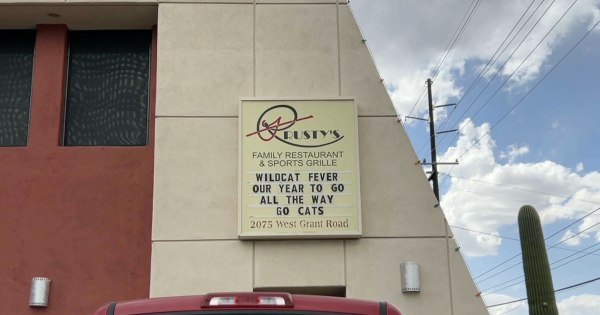 RUSTY'S
FAMILY RESTAURANT
& SPORTS GRILLE
WILDCAT FEVER
OUR YEAR TO GO
ALL THE WAY
GO CATS
2075 West Grant Road